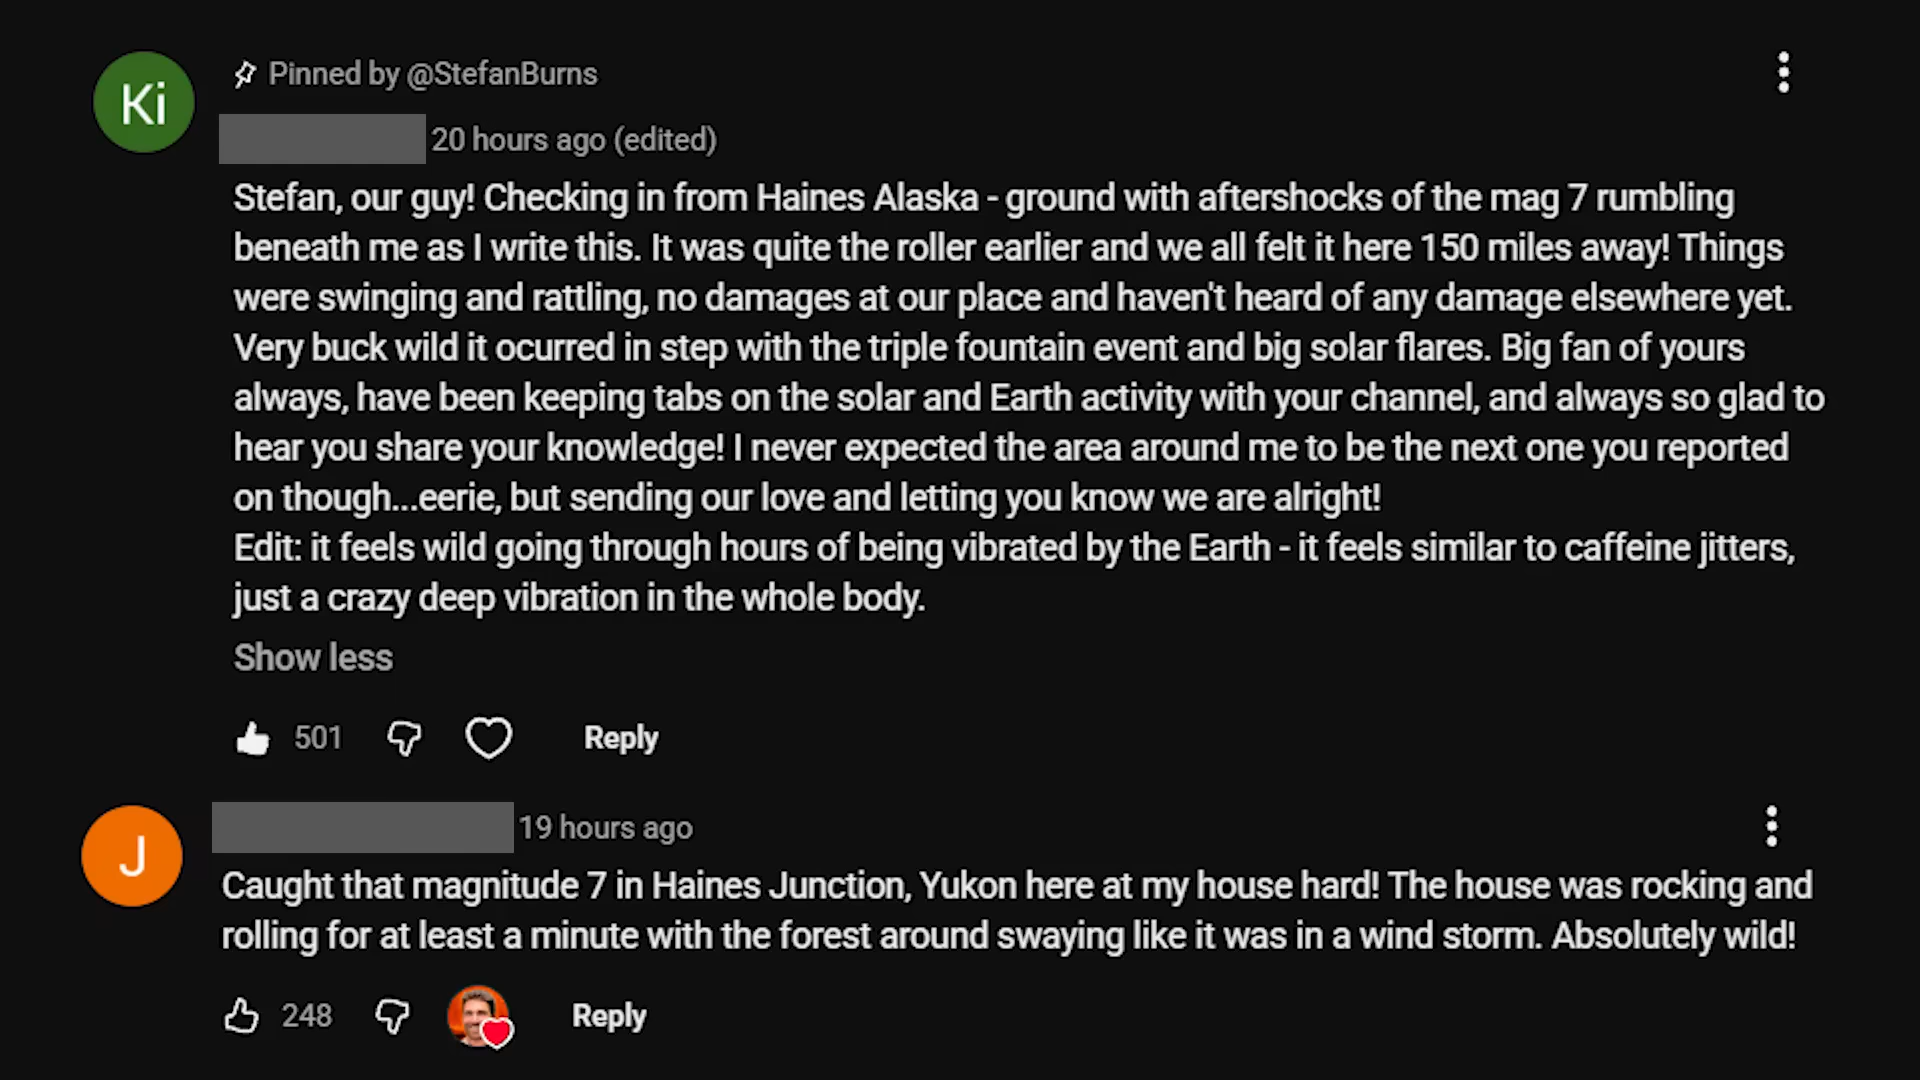 Ki
Pinned by @StefanBurns
20 hours ago (edited)
Stefan, our guy! Checking in from Haines Alaska - ground with aftershocks of the mag 7 rumbling
beneath me as I write this. It was quite the roller earlier and we all felt it here 150 miles away! Things
were swinging and rattling, no damages at our place and haven't heard of any damage elsewhere yet.
Very buck wild it ocurred in step with the triple fountain event and big solar flares. Big fan of yours
always, have been keeping tabs on the solar and Earth activity with your channel, and always so glad to
hear you share your knowledge! I never expected the area around me to be the next one you reported
on though...eerie, but sending our love and letting you know we are alright!
Edit: it feels wild going through hours of being vibrated by the Earth - it feels similar to caffeine jitters,
just a crazy deep vibration in the whole body.
Show less
501 Reply
J
19 hours ago
Caught that magnitude 7 in Haines Junction, Yukon here at my house hard! The house was rocking and
rolling for at least a minute with the forest around swaying like it was in a wind storm. Absolutely wild!
248 Reply